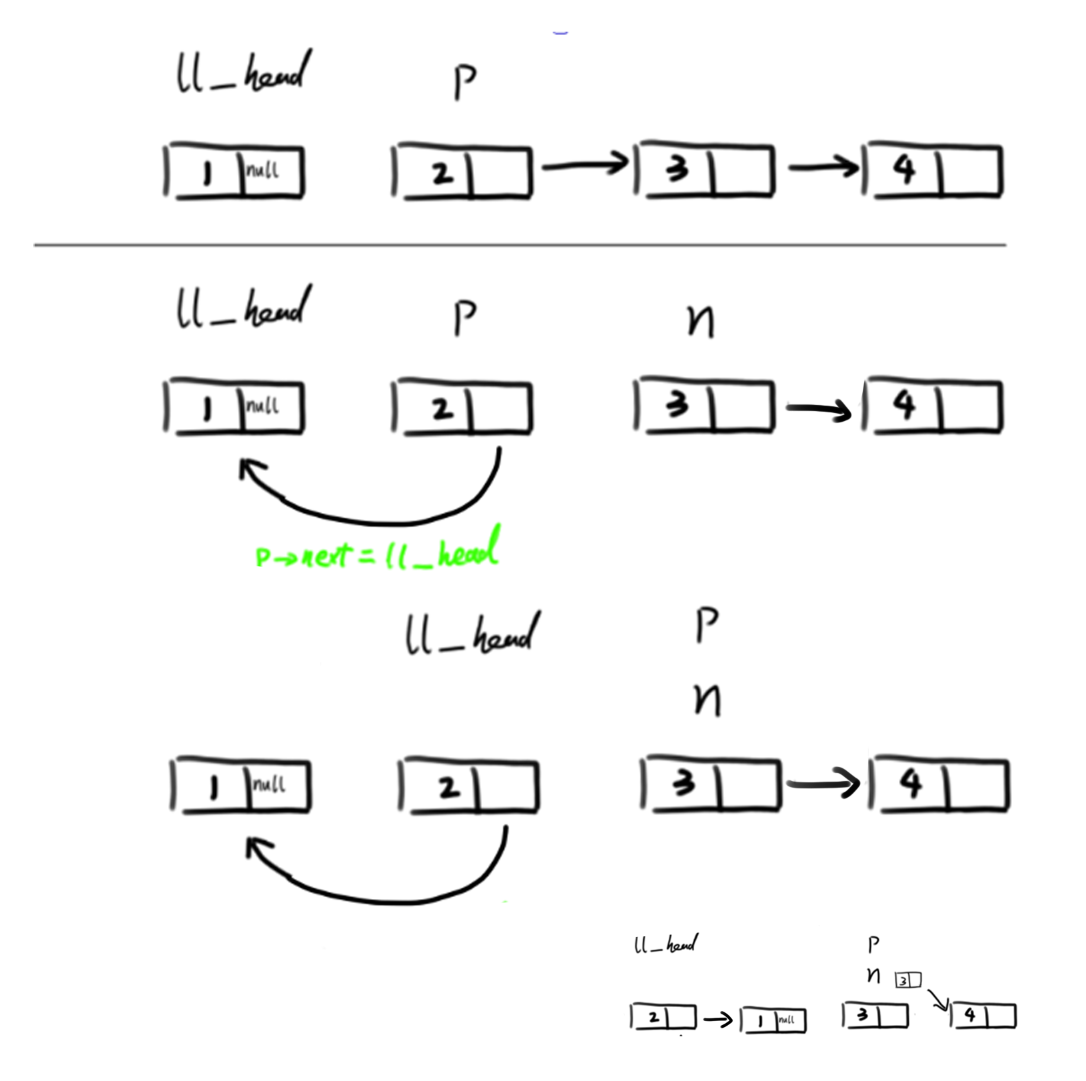 ll_head p
1 null 2 3 4
ll_head p n
1 null 2 3 4
p→next = ll_head
ll_head p
n
1 null 2 3 4
ll_head p
n 3
2 1 null 3 4